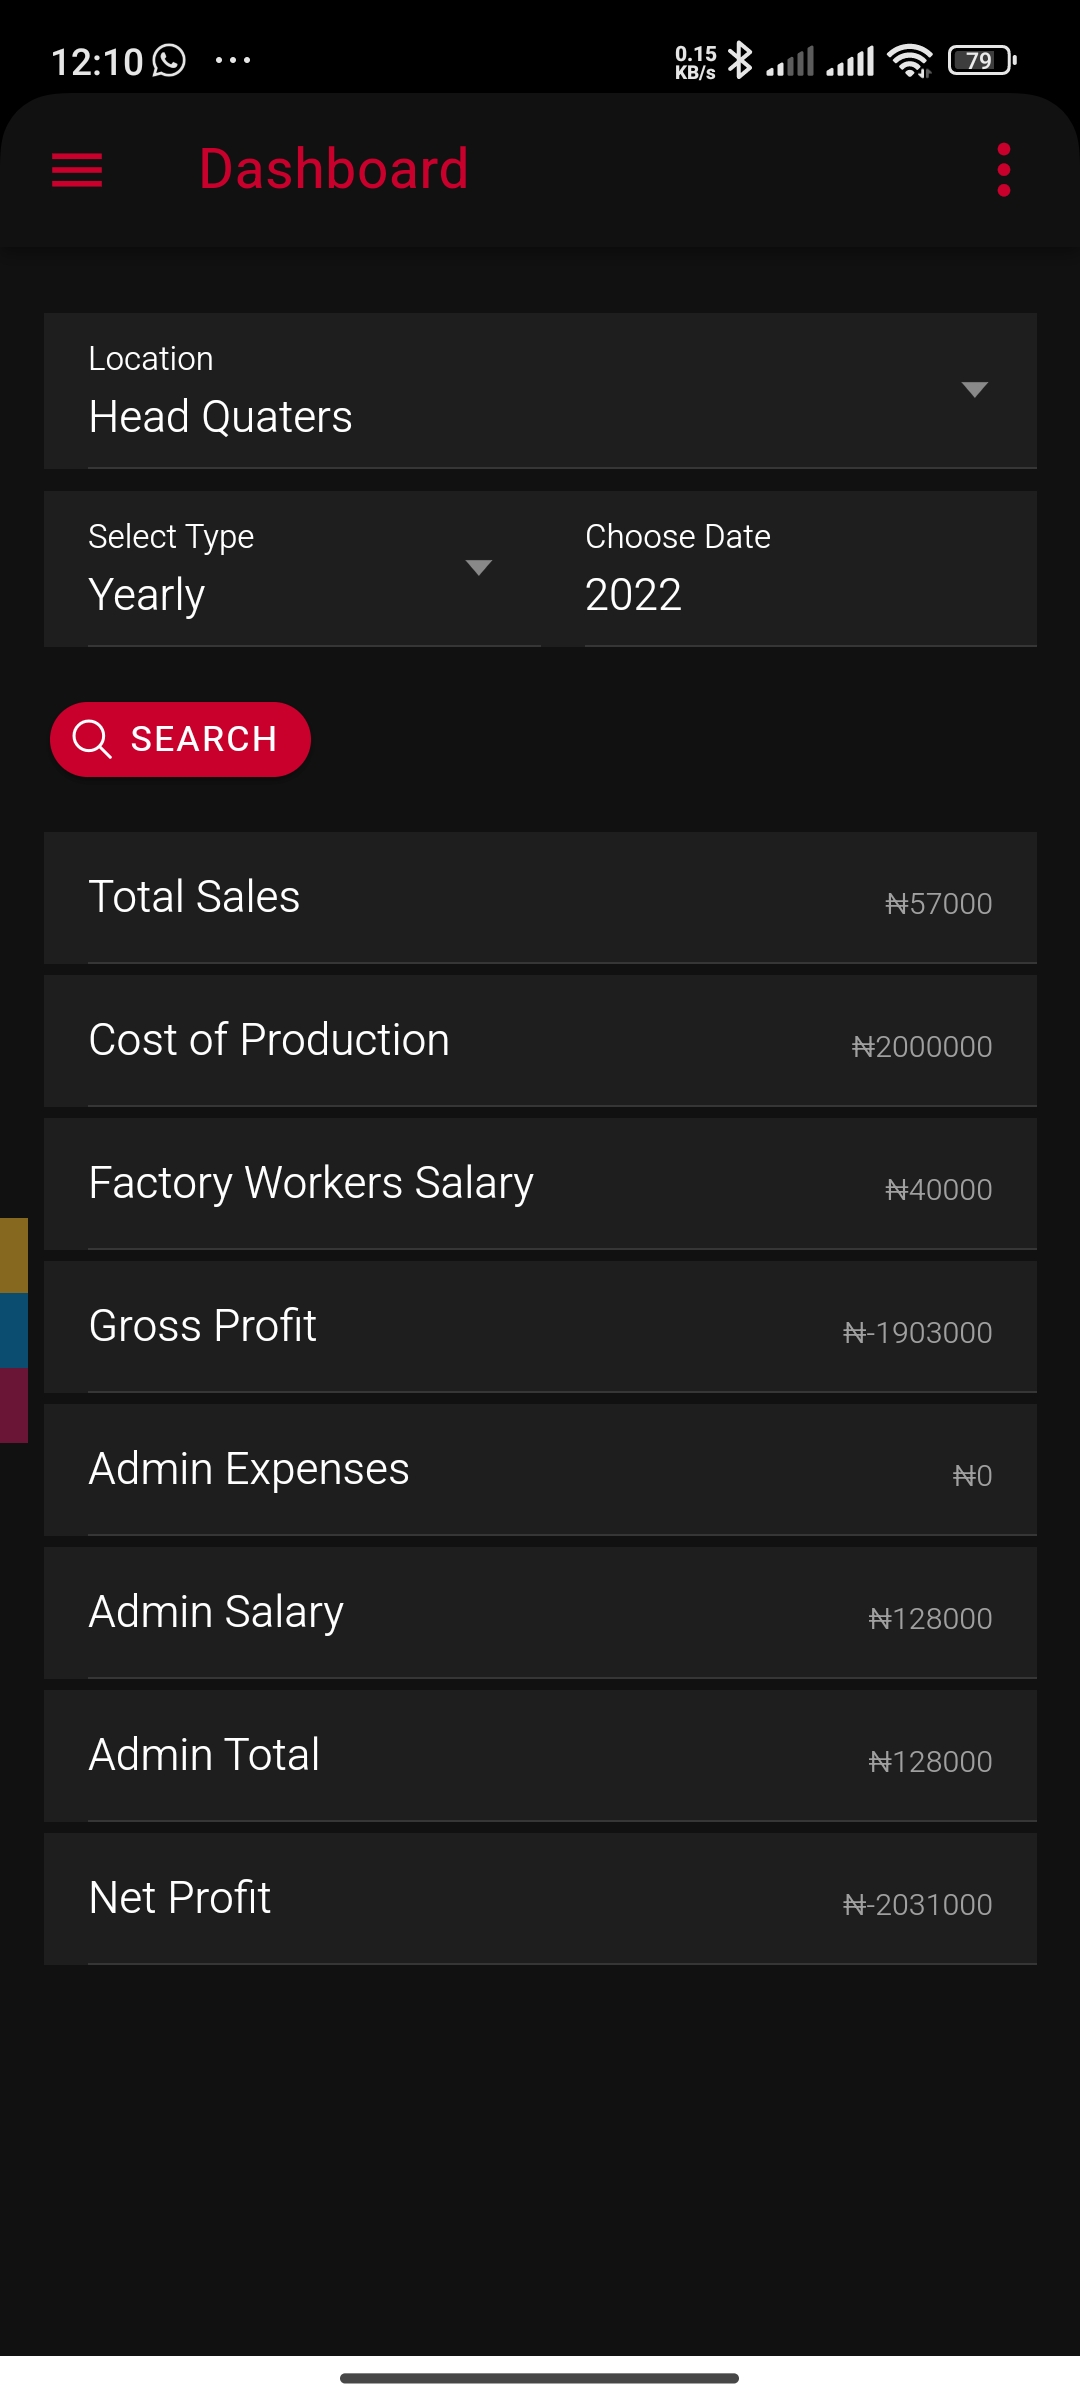 12:10 ... 0.15 KB/s 79
Dashboard
Location
Head Quaters
Select Type Choose Date
Yearly 2022
SEARCH
Total Sales ₦57000
Cost of Production ₦2000000
Factory Workers Salary ₦40000
Gross Profit ₦-1903000
Admin Expenses ₦0
Admin Salary ₦128000
Admin Total ₦128000
Net Profit ₦-2031000